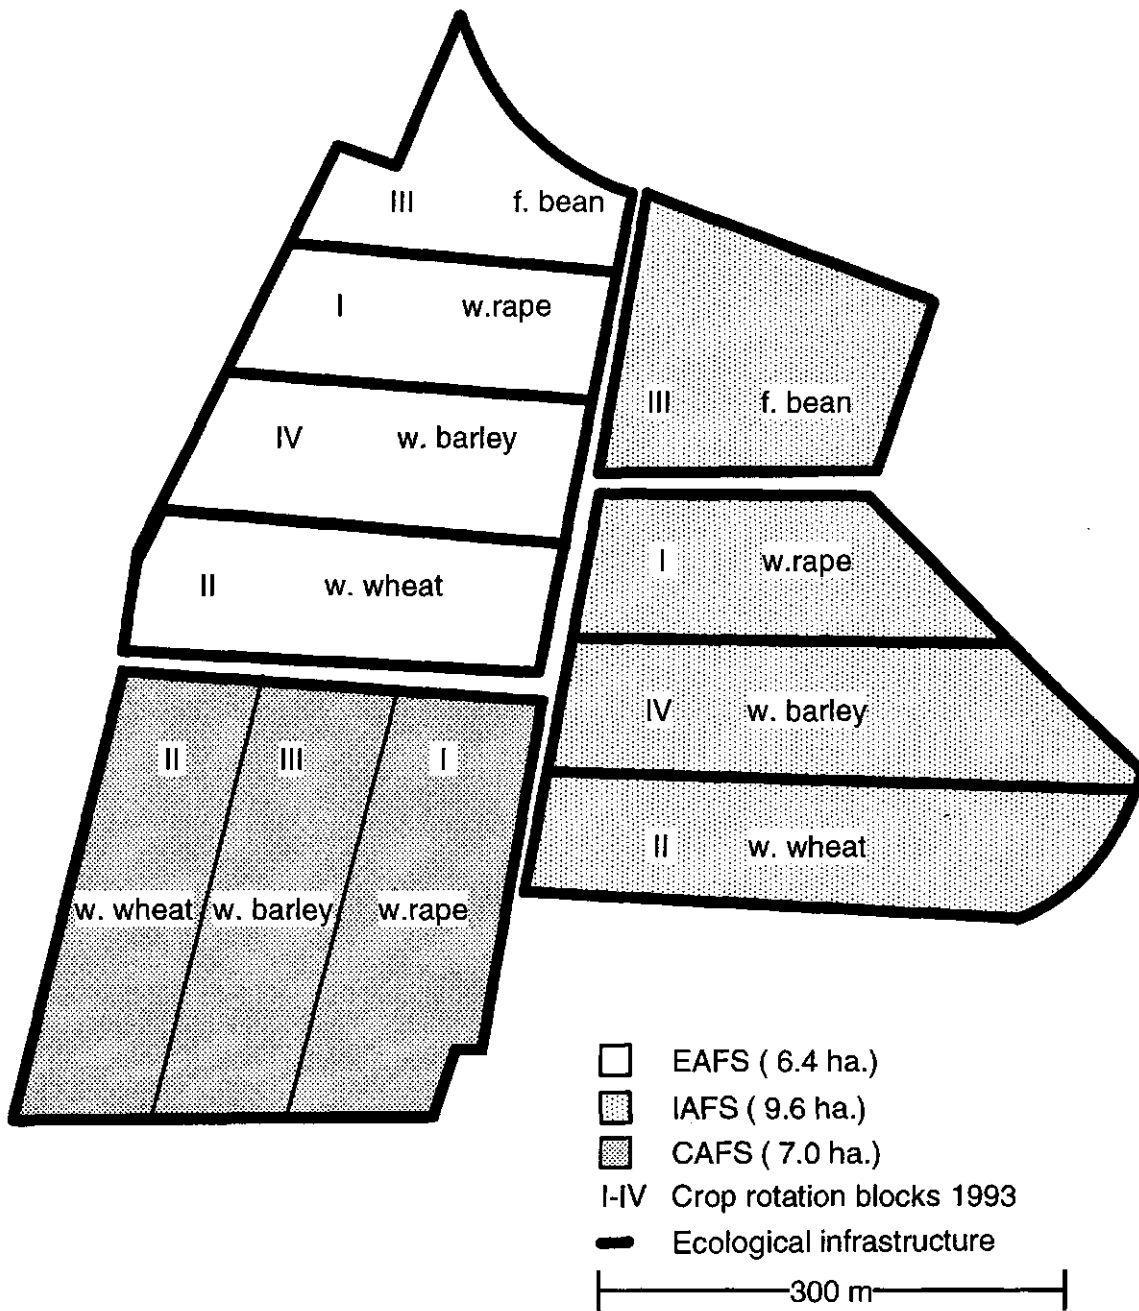 III f. bean
I w.rape
IV w. barley
II w. wheat
III f. bean
I w.rape
IV w. barley
II w. wheat
II III I
w. wheat w. barley w.rape
EAFS ( 6.4 ha.)
IAFS ( 9.6 ha.)
CAFS ( 7.0 ha.)
I-IV Crop rotation blocks 1993
Ecological infrastructure
300 m